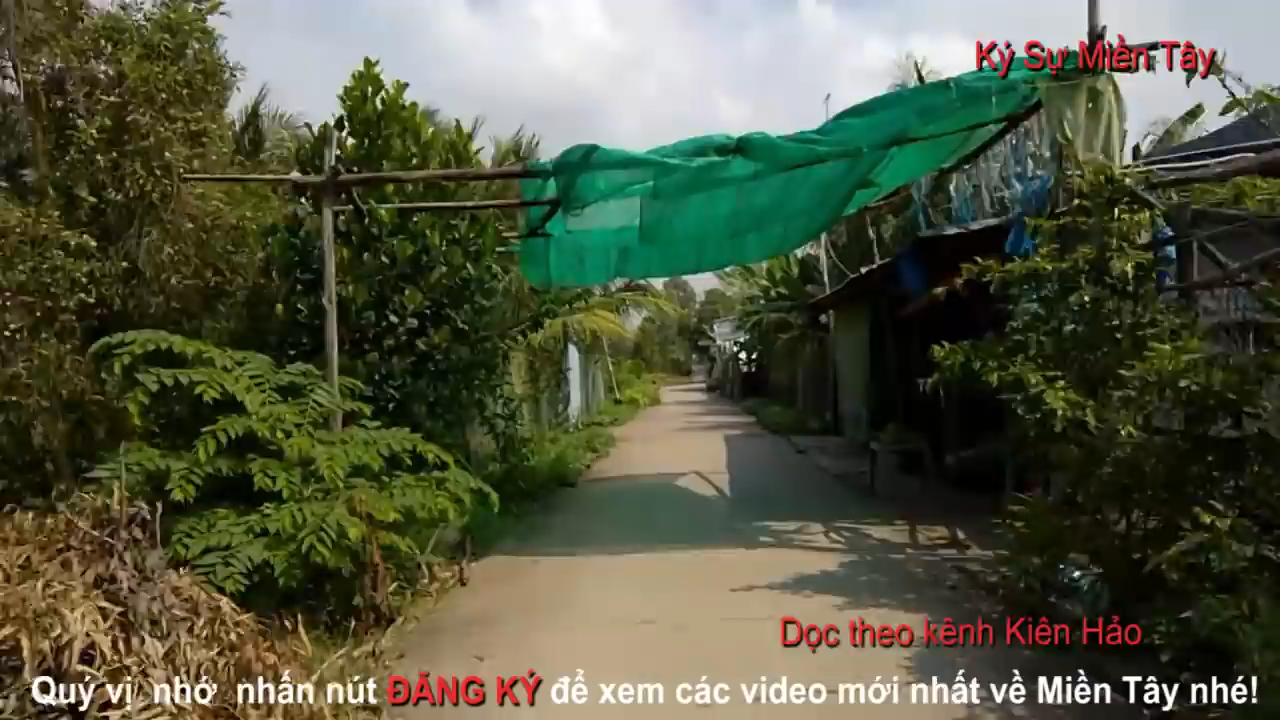 Ký Sự Miền Tây
Dọc theo kênh Kiên Hảo
Quý vị nhớ nhấn nút ĐĂNG KÝ để xem các video mới nhất về Miền Tây nhé!